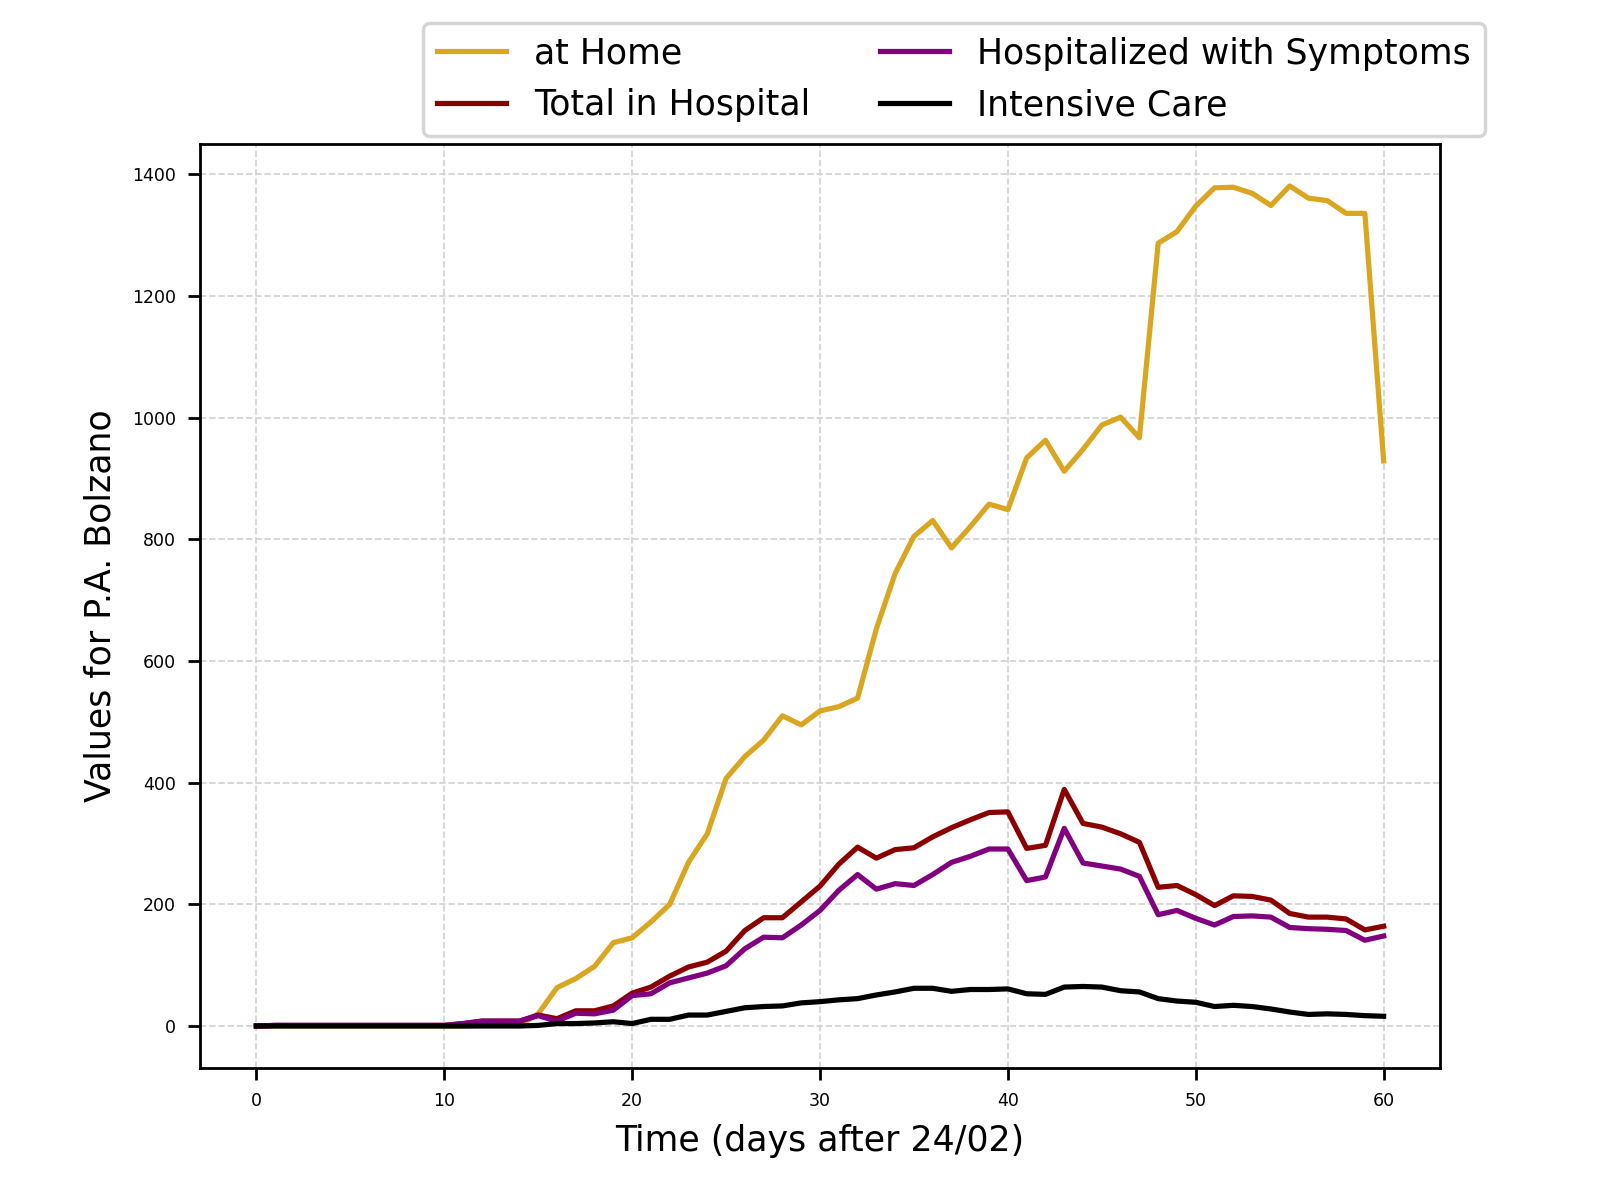 at Home
Hospitalized with Symptoms
Total in Hospital
Intensive Care
1400
1200
1000
800
600
400
200
0
Values for P.A. Bolzano
0 10 20 30 40 50 60
Time (days after 24/02)